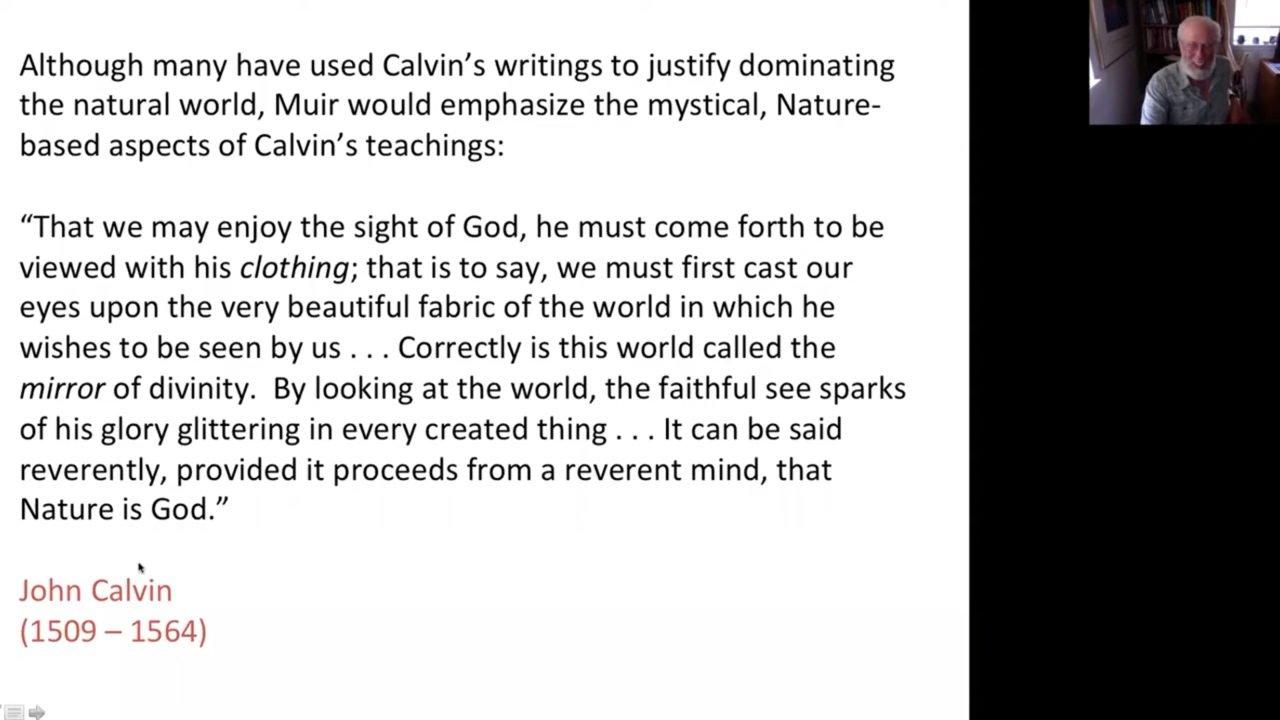 Although many have used Calvin’s writings to justify dominating
the natural world, Muir would emphasize the mystical, Nature-
based aspects of Calvin’s teachings:
“That we may enjoy the sight of God, he must come forth to be
viewed with his clothing; that is to say, we must first cast our
eyes upon the very beautiful fabric of the world in which he
wishes to be seen by us . . . Correctly is this world called the
mirror of divinity.  By looking at the world, the faithful see sparks
of his glory glittering in every created thing . . . It can be said
reverently, provided it proceeds from a reverent mind, that
Nature is God.”
John Calvin
(1509 – 1564)